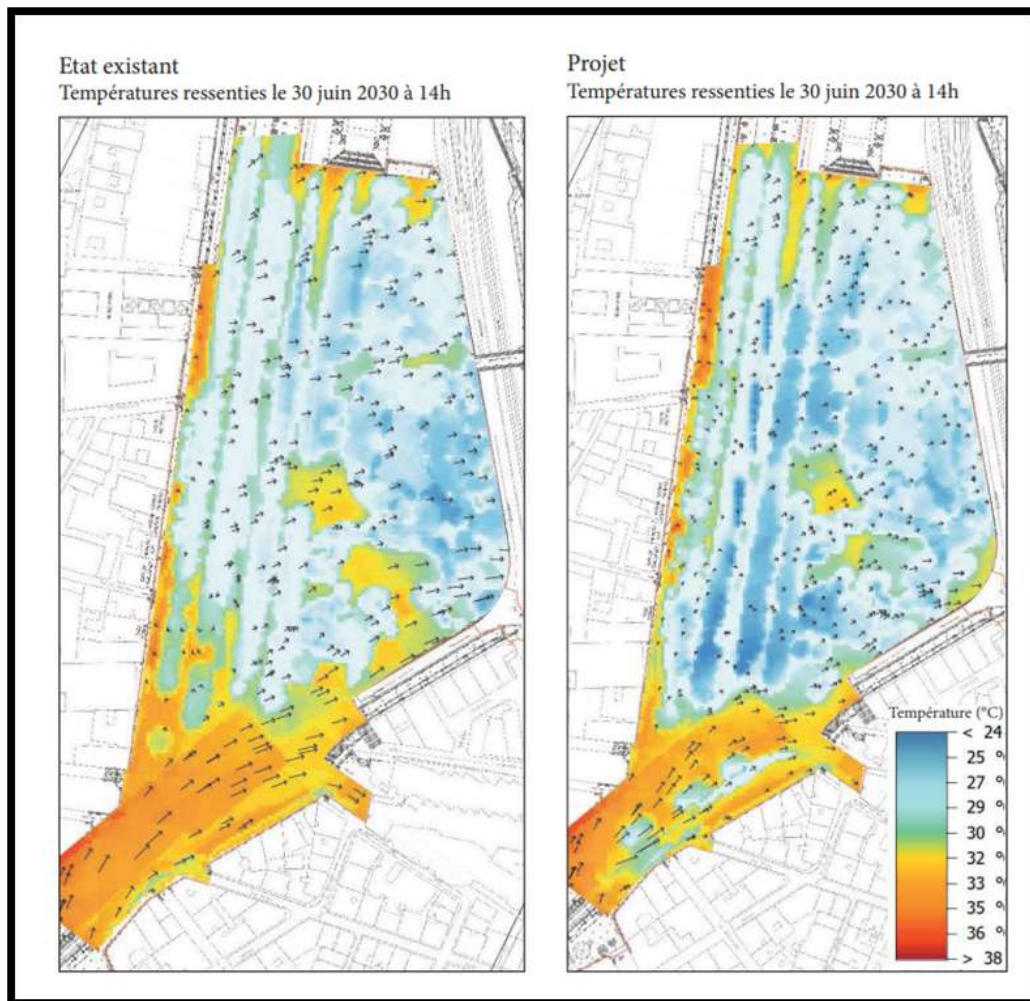 Etat existant
Températures ressenties le 30 juin 2030 à 14h
Projet
Températures ressenties le 30 juin 2030 à 14h
Température (°C)
< 24
25 °
27 °
29 °
30 °
32 °
33 °
35 °
36 °
> 38